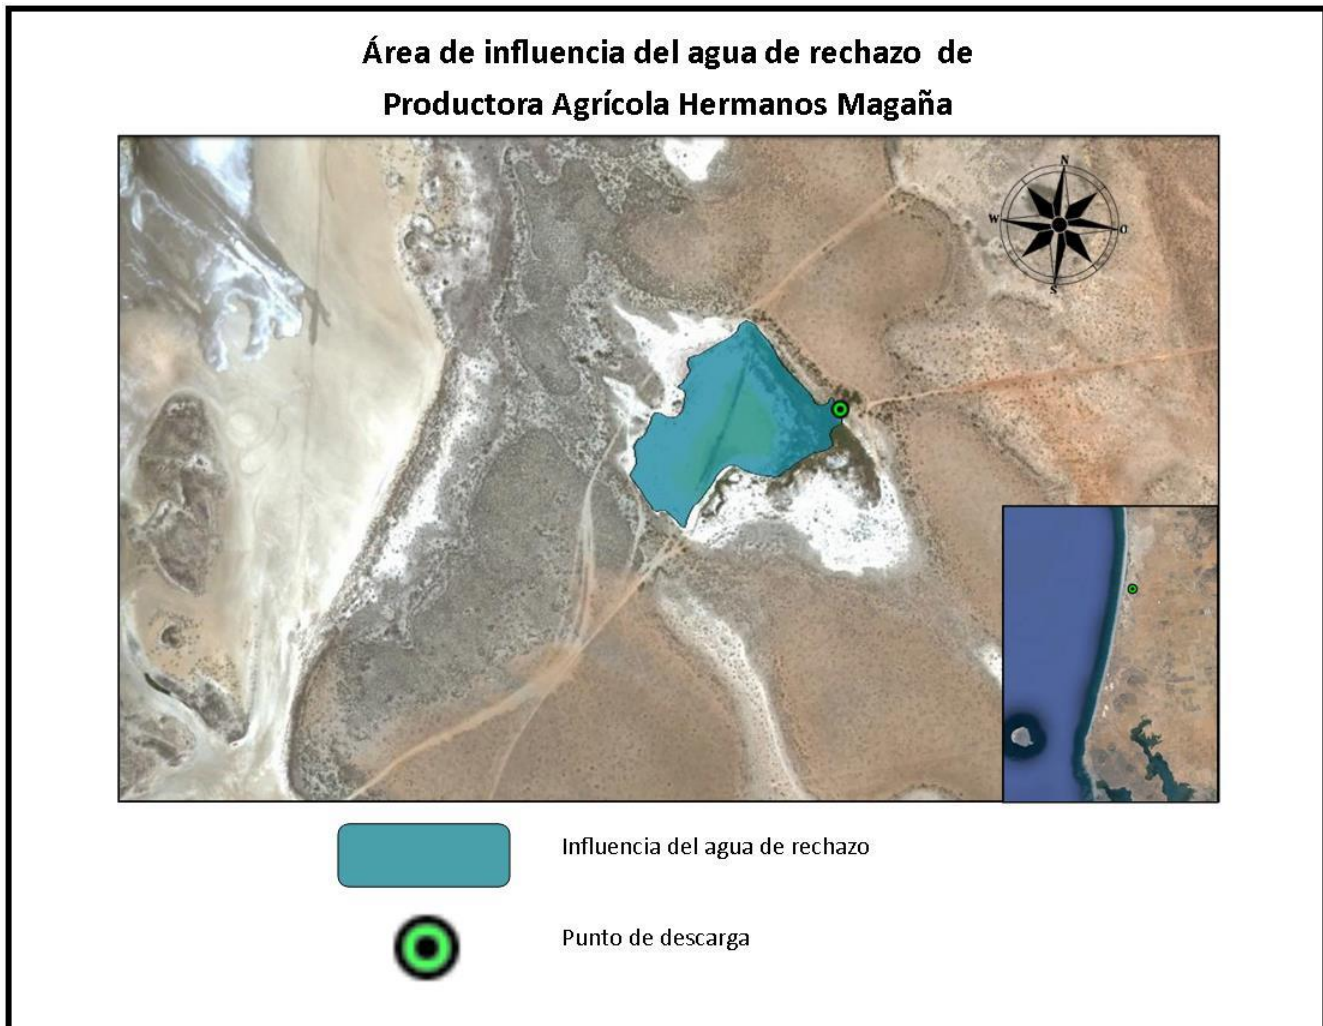 Área de influencia del agua de rechazo de
Productora Agrícola Hermanos Magaña
N
W
O
S
Influencia del agua de rechazo
Punto de descarga